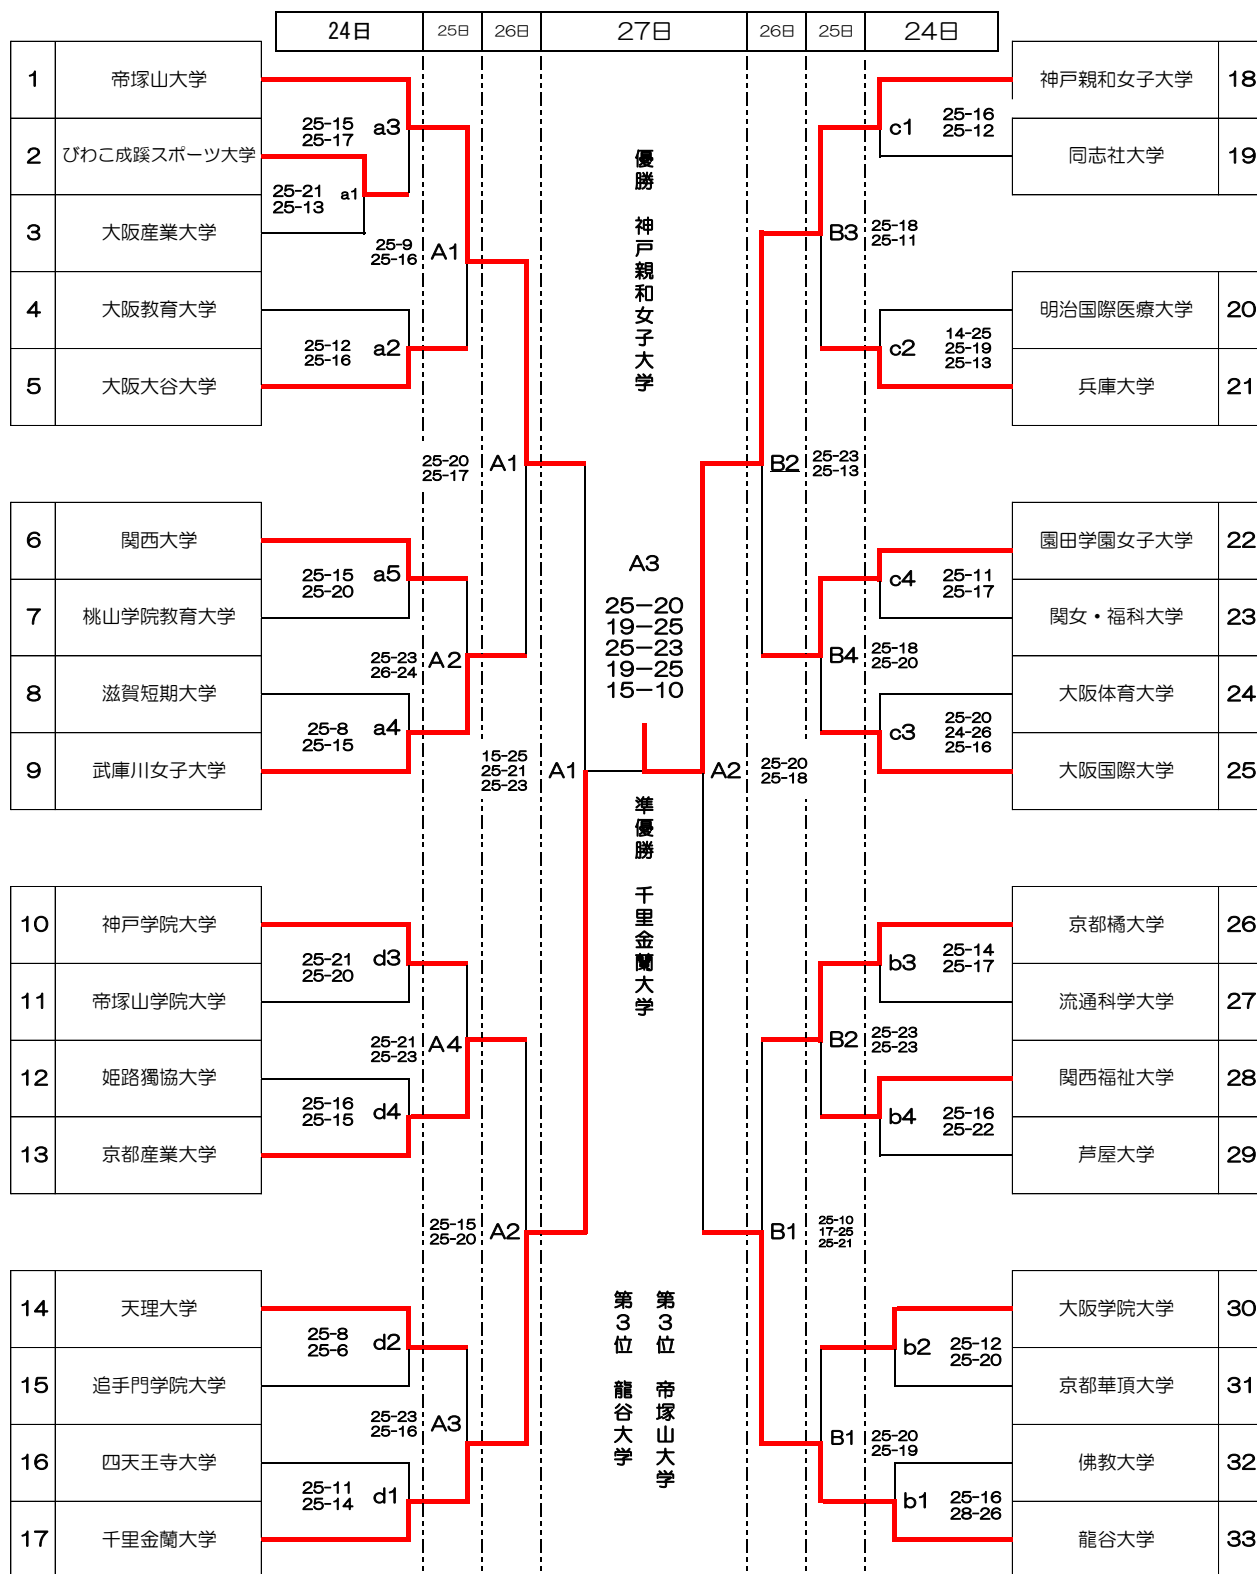 24日 25日 26日 27日 26日 25日 24日
1 帝塚山大学
2 びわこ成蹊スポーツ大学
3 大阪産業大学
4 大阪教育大学
5 大阪大谷大学
6 関西大学
7 桃山学院教育大学
8 滋賀短期大学
9 武庫川女子大学
10 神戸学院大学
11 帝塚山学院大学
12 姫路獨協大学
13 京都産業大学
14 天理大学
15 追手門学院大学
16 四天王寺大学
17 千里金蘭大学
25-15
25-17
a3
25-21
25-13
a1
25-9
25-16
A1
25-12
25-16
a2
25-20
25-17
A1
25-15
25-20
a5
25-23
26-24
A2
25-8
25-15
a4
15-25
25-21
25-23
A1
25-21
25-20
d3
25-21
25-23
A4
25-16
25-15
d4
25-15
25-20
A2
25-8
25-6
d2
25-23
25-16
A3
25-11
25-14
d1
優勝 神戸親和女子大学
A3
25-20
19-25
25-23
19-25
15-10
準優勝 千里金蘭大学
第3位 帝塚山大学
第3位 龍谷大学
c1
25-16
25-12
B3
25-18
25-11
c2
14-25
25-19
25-13
B2
25-23
25-13
c4
25-11
25-17
B4
25-18
25-20
c3
25-20
24-26
25-16
A2
25-20
25-18
b3
25-14
25-17
B2
25-23
25-23
b4
25-16
25-22
B1
25-10
17-25
25-21
b2
25-12
25-20
B1
25-20
25-19
b1
25-16
28-26
神戸親和女子大学 18
同志社大学 19
明治国際医療大学 20
兵庫大学 21
園田学園女子大学 22
関女・福科大学 23
大阪体育大学 24
大阪国際大学 25
京都橘大学 26
流通科学大学 27
関西福祉大学 28
芦屋大学 29
大阪学院大学 30
京都華頂大学 31
佛教大学 32
龍谷大学 33